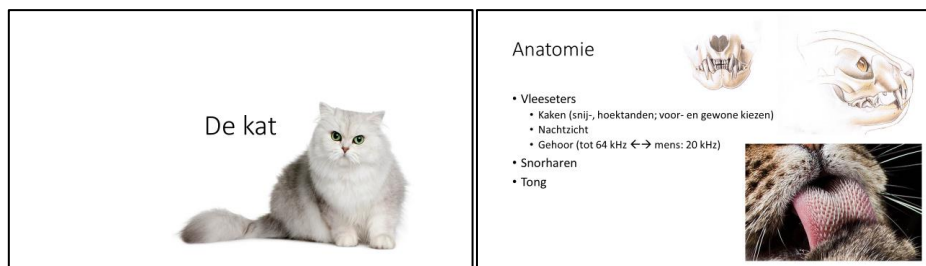 De kat
Anatomie
• Vleeseters
• Kaken (snij-, hoektanden; voor- en gewone kiezen)
• Nachtzicht
• Gehoor (tot 64 kHz ←→ mens: 20 kHz)
• Snorharen
• Tong